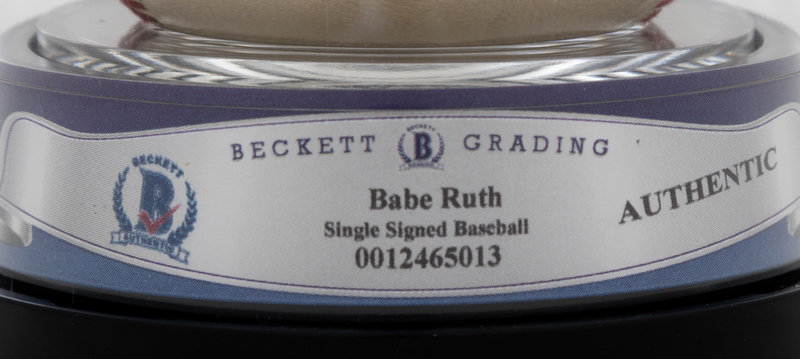 BECKETT B GRADING
BECKETT
B
AUTHENTIC
Babe Ruth
Single Signed Baseball
0012465013
AUTHENTIC